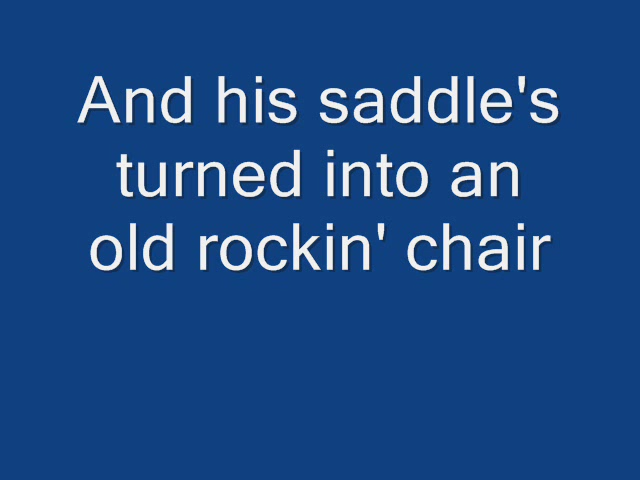 And his saddle's
turned into an
old rockin' chair